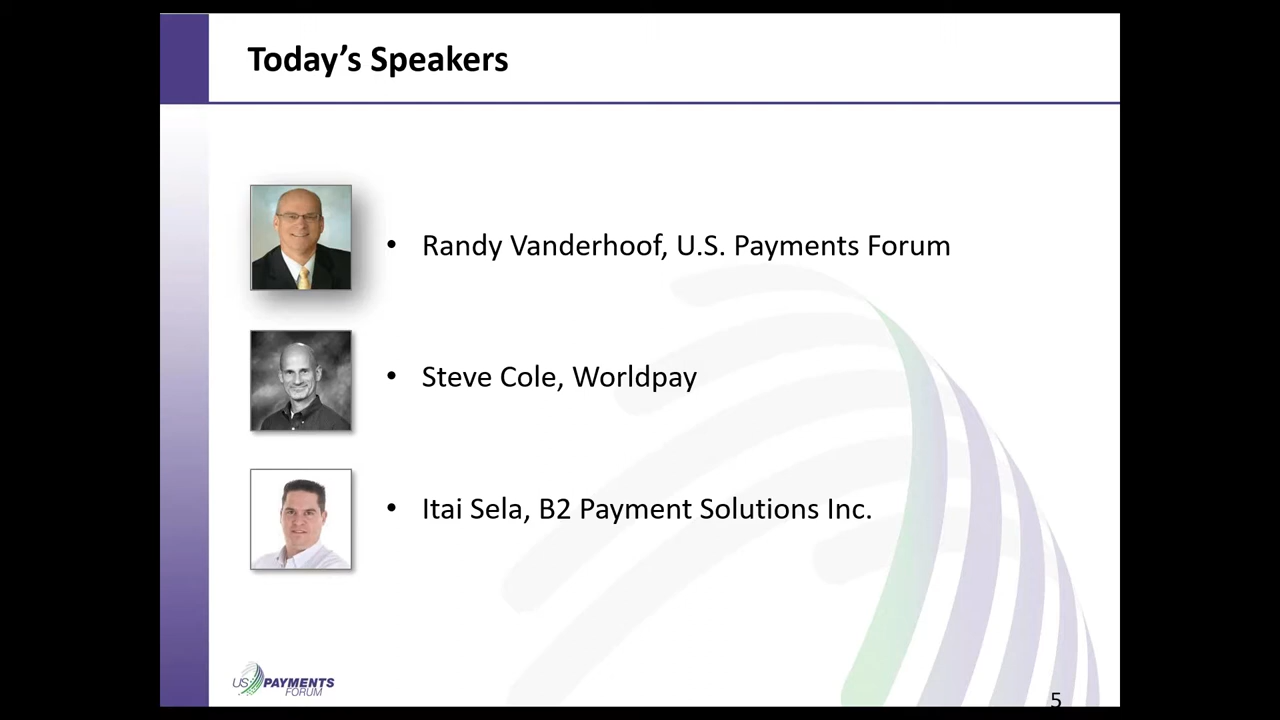 Today's Speakers
• Randy Vanderhoof, U.S. Payments Forum
• Steve Cole, Worldpay
• Itai Sela, B2 Payment Solutions Inc.
US PAYMENTS
FORUM
5